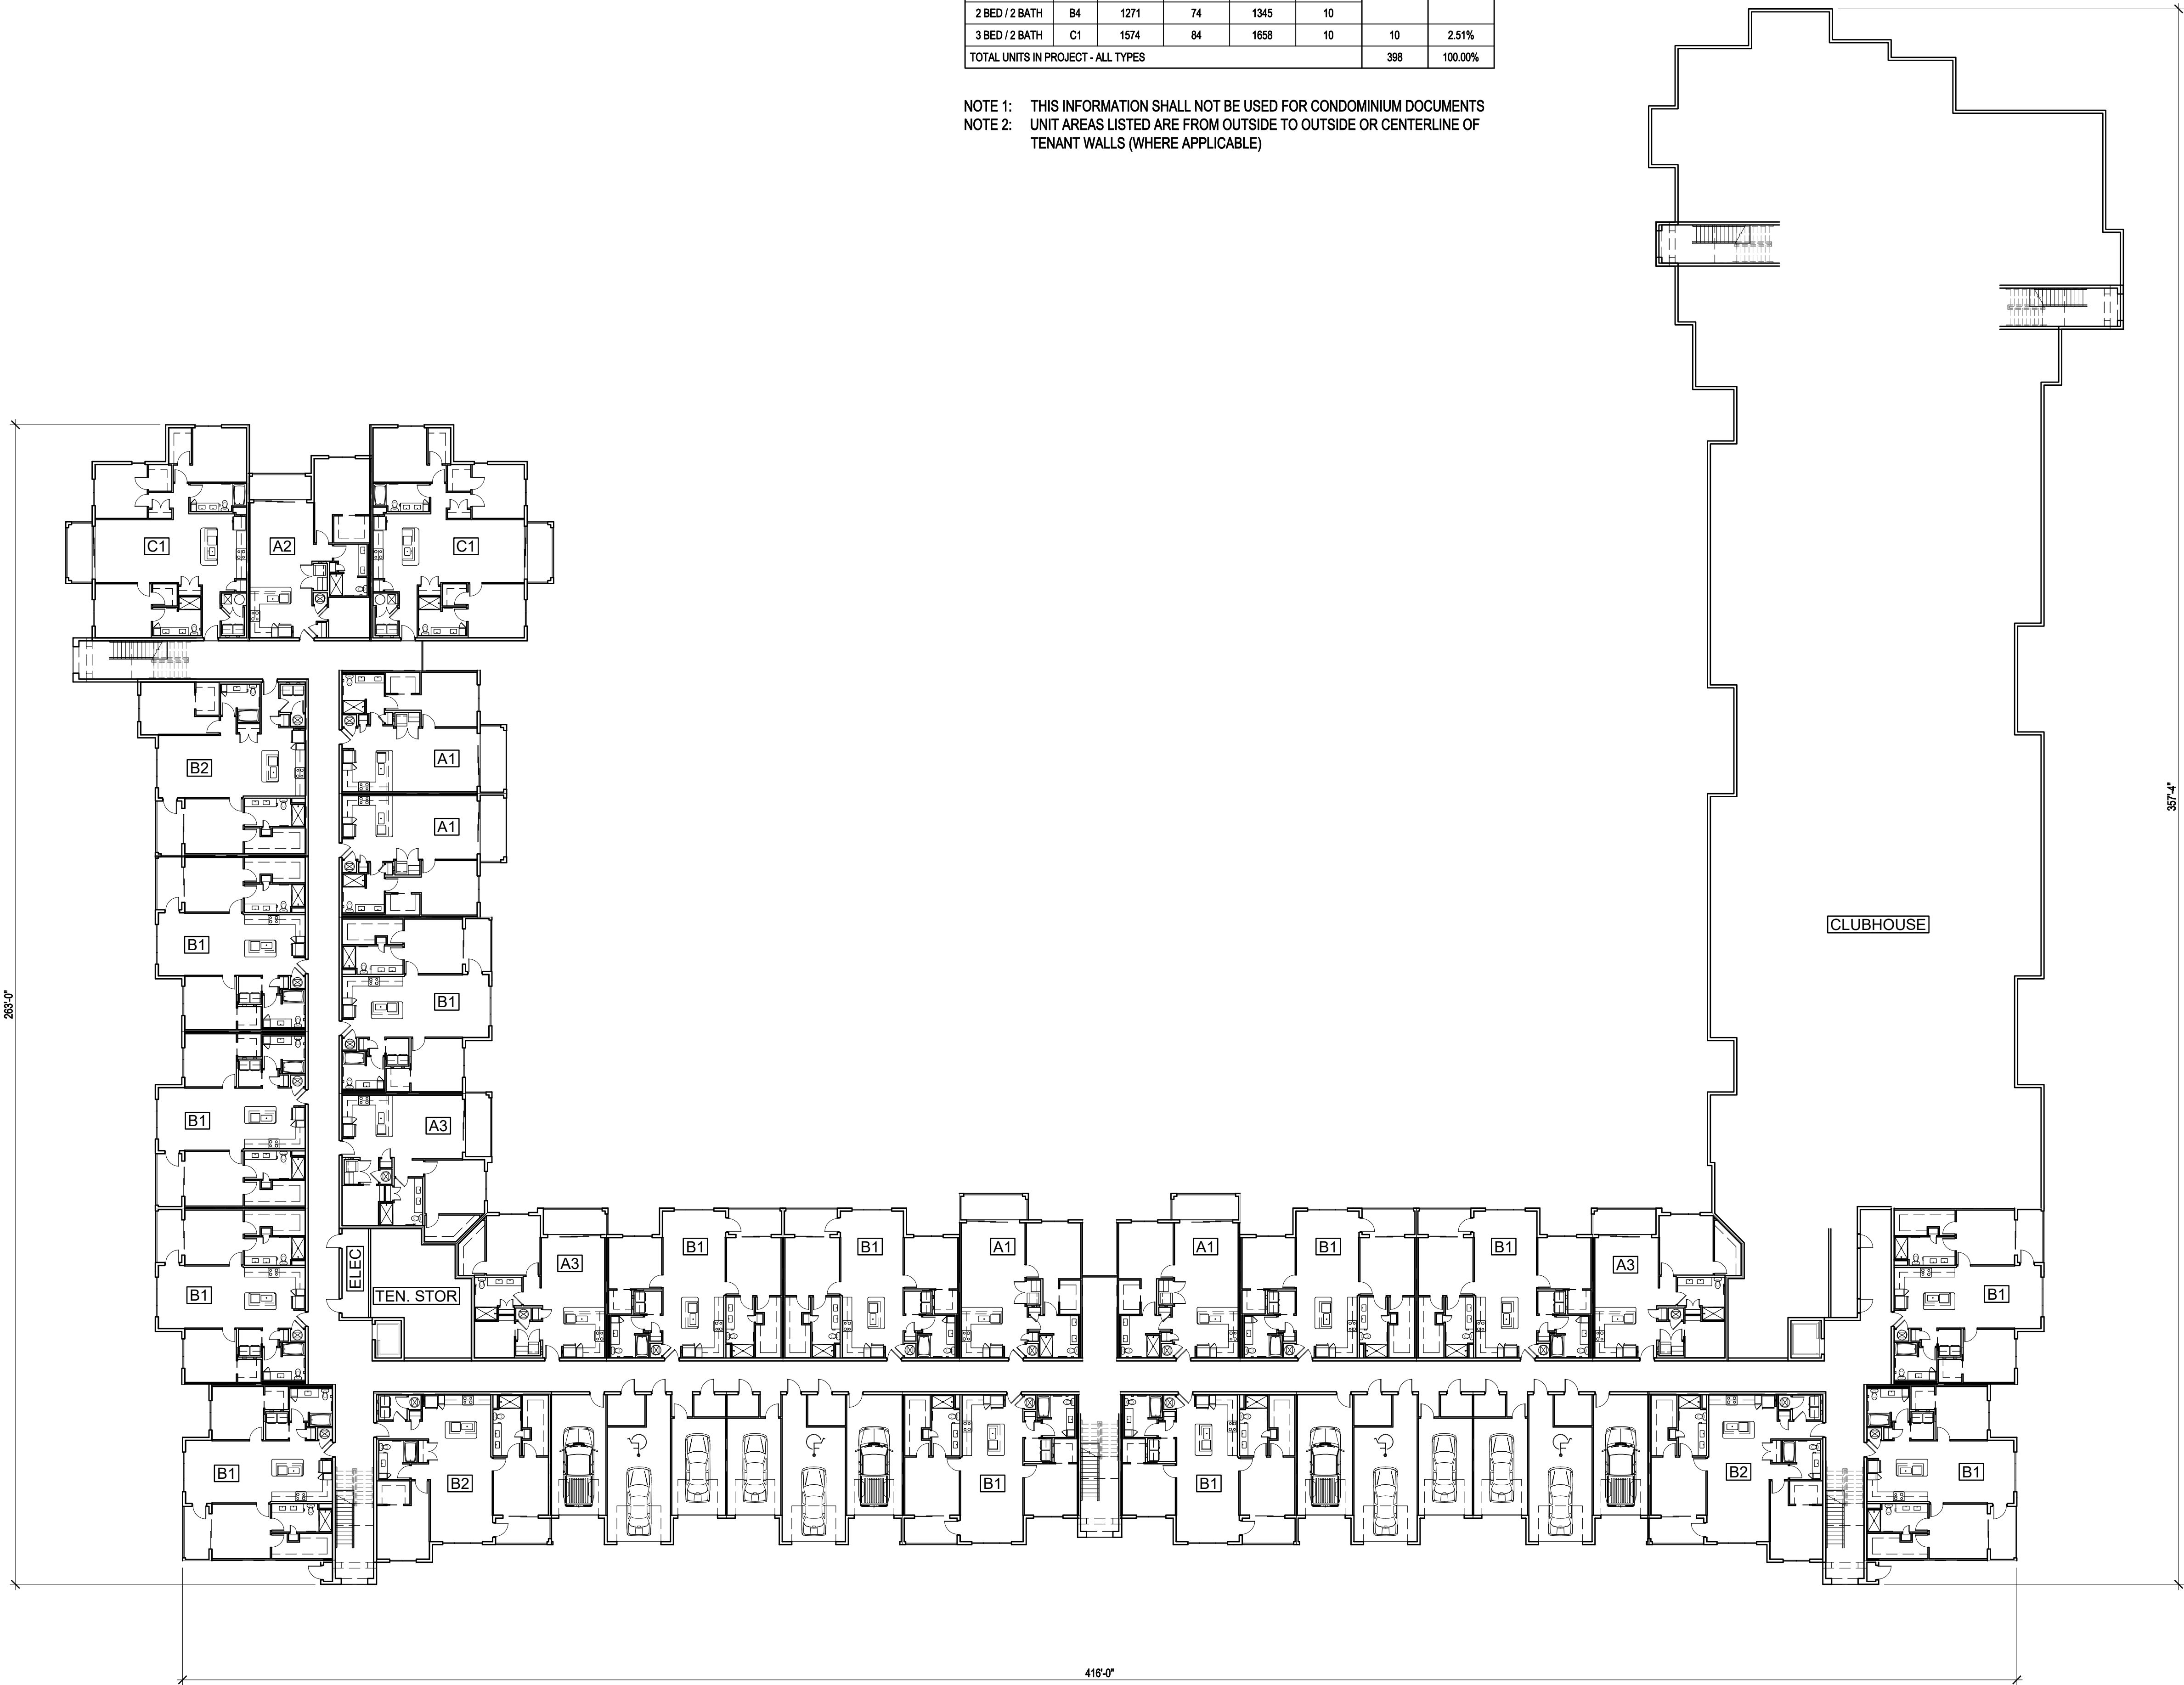 2 BED / 2 BATH B4 1271 74 1345 10
3 BED / 2 BATH C1 1574 84 1658 10 10 2.51%
TOTAL UNITS IN PROJECT - ALL TYPES 398 100.00%
NOTE 1: THIS INFORMATION SHALL NOT BE USED FOR CONDOMINIUM DOCUMENTS
NOTE 2: UNIT AREAS LISTED ARE FROM OUTSIDE TO OUTSIDE OR CENTERLINE OF
TENANT WALLS (WHERE APPLICABLE)
C1 A2 C1
A1
B2
357'-4"
A1
CLUBHOUSE
B1
B1
263'-0"
B1
A3
B1 B1 A1 A1 B1 B1
A3 A3
ELEC
B1
TEN. STOR
B1
B1 B2 B1 B1 B2 B1
416'-0"